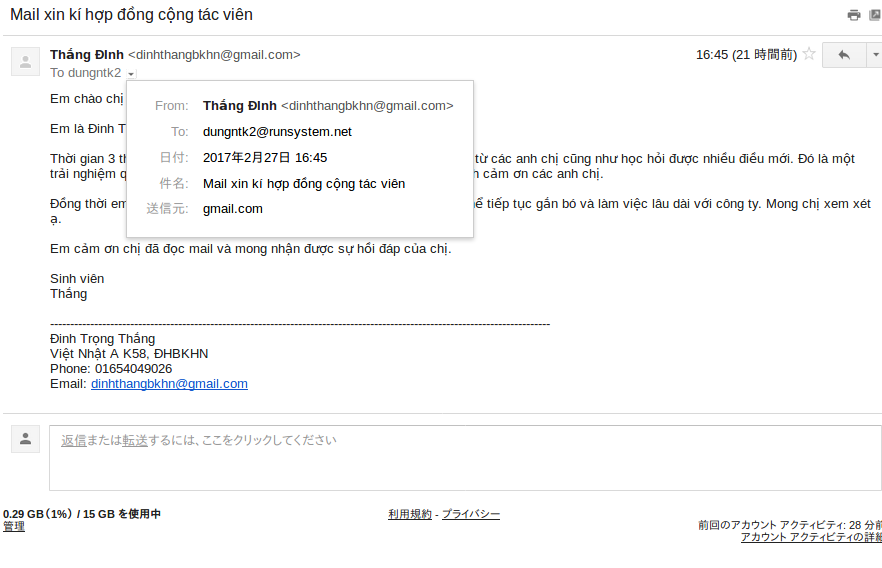 Mail xin kí hợp đồng cộng tác viên
Thắng ĐInh <dinhthangbkhn@gmail.com> 16:45 (21 時間前)
To dungntk2
Em chào chị
Em là Đinh T
From: Thắng ĐInh <dinhthangbkhn@gmail.com>
To: dungntk2@runsystem.net
日付: 2017年2月27日 16:45
件名: Mail xin kí hợp đồng cộng tác viên
送信元: gmail.com
Thời gian 3 th từ các anh chị cũng như học hỏi được nhiều điều mới. Đó là một
trải nghiệm q cảm ơn các anh chị.
Đồng thời em tiếp tục gắn bó và làm việc lâu dài với công ty. Mong chị xem xét
ạ.
Em cảm ơn chị đã đọc mail và mong nhận được sự hồi đáp của chị.
Sinh viên
Thắng
----------------------------------------------------------------------------------------------------------------------------
Đinh Trọng Thắng
Việt Nhật A K58, ĐHBKHN
Phone: 01654049026
Email: dinhthangbkhn@gmail.com
返信または転送するには、ここをクリックしてください
0.29 GB（1%） / 15 GB を使用中
管理
利用規約 - プライバシー
前回のアカウント アクティビティ: 28 分前
アカウント アクティビティの詳細